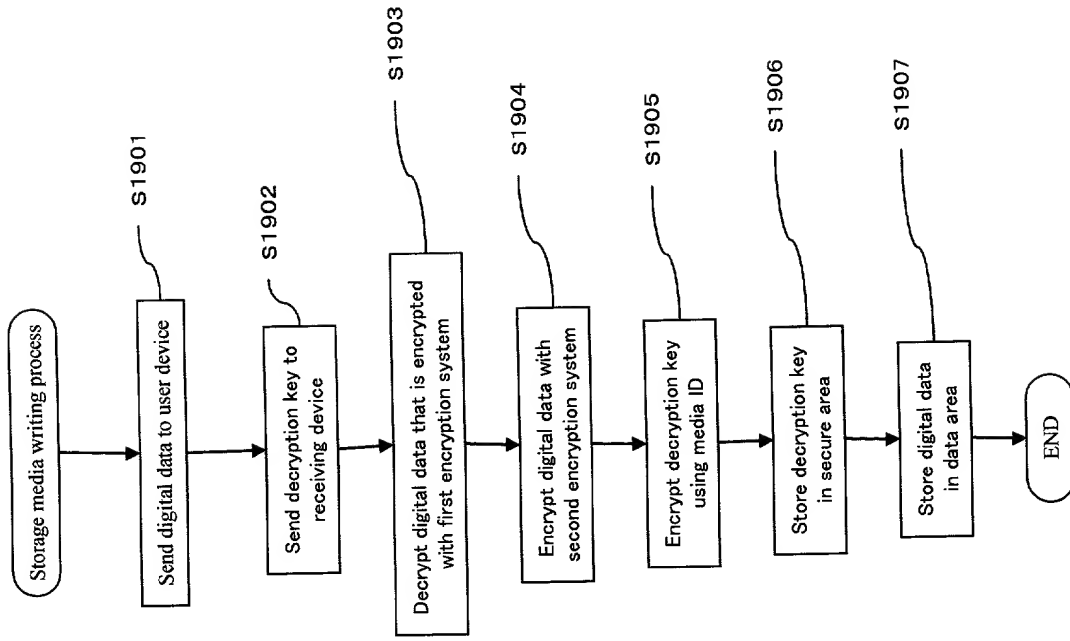 Storage media writing process
Send digital data to user device
S1901
Send decryption key to
receiving device
S1902
Decrypt digital data that is encrypted
with first encryption system
S1903
Encrypt digital data with
second encryption system
S1904
Encrypt decryption key
using media ID
S1905
Store decryption key
in secure area
S1906
Store digital data
in data area
S1907
END